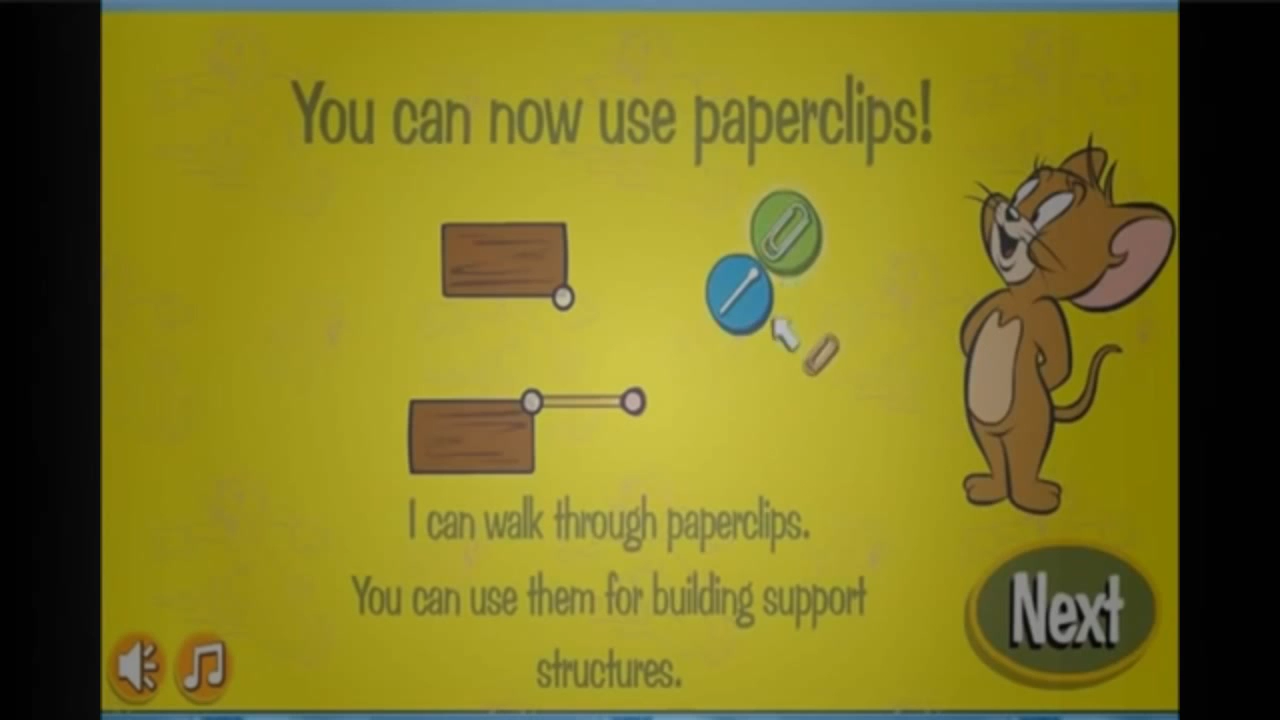 You can now use paperclips!
I can walk through paperclips.
You can use them for building support
structures.
Next